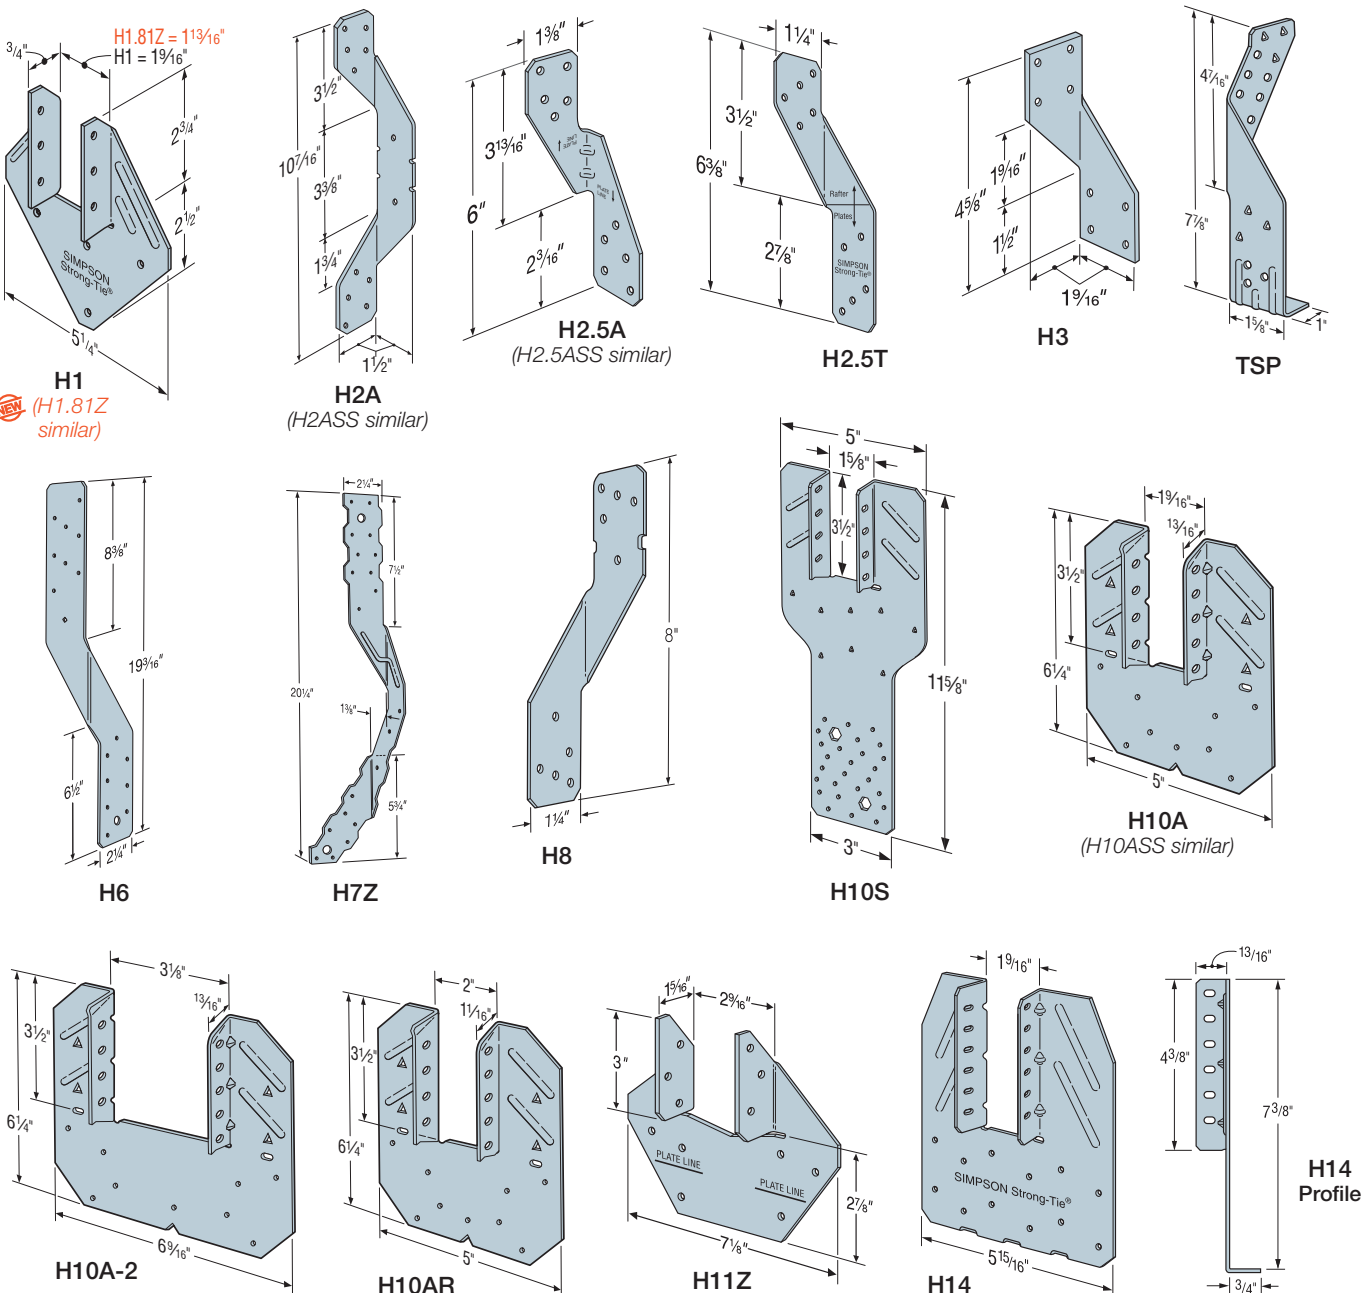 H1.81Z = 1 13/16"
H1 = 1 9/16"
3/4"
2 3/4"
2 1/2"
SIMPSON
Strong-Tie®
5 1/4"
H1
NEW (H1.81Z
similar)
3 1/2"
10 7/16"
3 3/8"
1 3/4"
1 1/2"
H2A
(H2ASS similar)
1 3/8"
3 13/16"
6"
2 3/16"
PLATE
LINE
PLATE
LINE
H2.5A
(H2.5ASS similar)
1 1/4"
3 1/2"
6 3/8"
2 7/8"
Rafter
Plates
SIMPSON
Strong-Tie®
H2.5T
4 5/8"
1 9/16"
1 1/2"
1 9/16"
H3
4 7/16"
7 7/8"
1 5/8"
1"
TSP
8 3/8"
19 3/16"
6 1/2"
2 1/4"
H6
2 1/4"
7 1/2"
20 1/4"
1 3/8"
5 3/4"
H7Z
8"
1 1/4"
H8
5"
1 5/8"
3 1/2"
11 5/8"
3"
H10S
1 9/16"
13/16"
3 1/2"
6 1/4"
5"
H10A
(H10ASS similar)
3 1/8"
13/16"
3 1/2"
6 1/4"
6 9/16"
H10A-2
2"
1 1/16"
3 1/2"
6 1/4"
5"
H10AR
1 5/16"
2 9/16"
3"
PLATE LINE
PLATE LINE
2 7/8"
7 1/8"
H11Z
1 9/16"
SIMPSON Strong-Tie®
5 15/16"
H14
13/16"
4 3/8"
7 3/8"
3/4"
H14
Profile